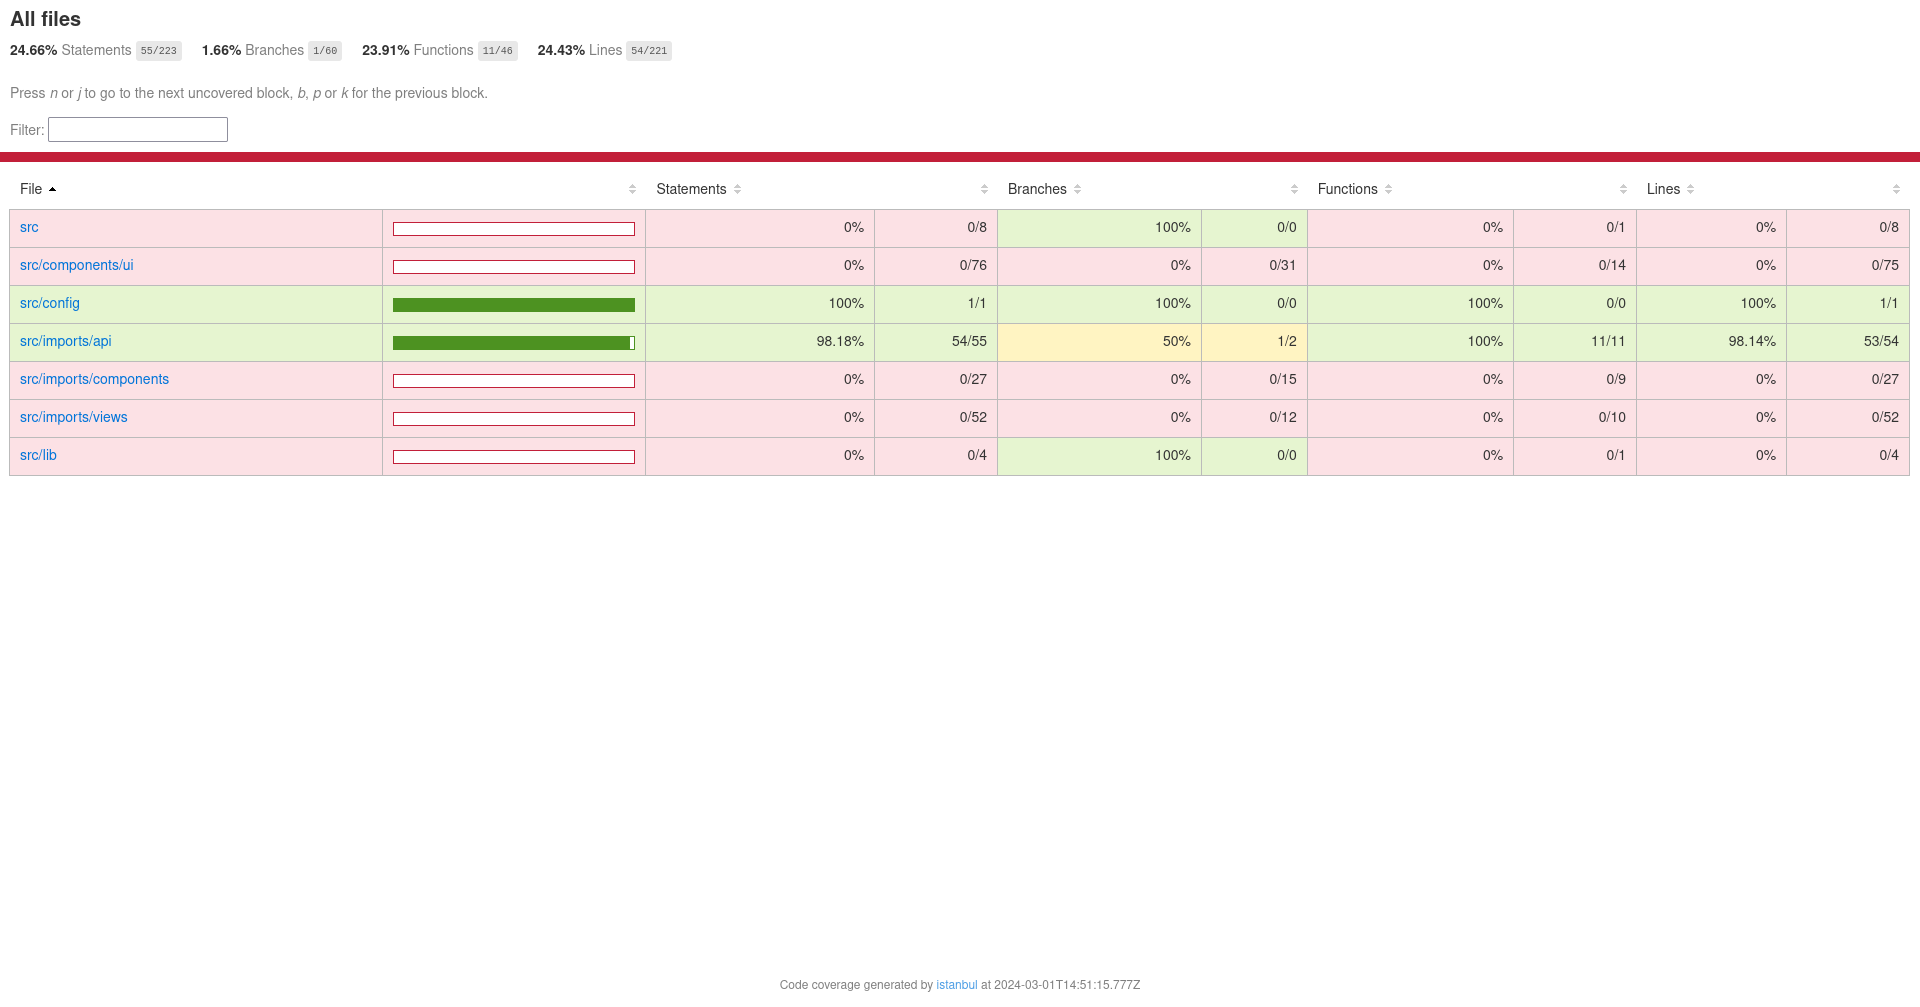 All files
24.66% Statements 55/223 1.66% Branches 1/60 23.91% Functions 11/46 24.43% Lines 54/221
Press n or j to go to the next uncovered block, b, p or k for the previous block.
Filter:
File Statements Branches Functions Lines
src 0% 0/8 100% 0/0 0% 0/1 0% 0/8
src/components/ui 0% 0/76 0% 0/31 0% 0/14 0% 0/75
src/config 100% 1/1 100% 0/0 100% 0/0 100% 1/1
src/imports/api 98.18% 54/55 50% 1/2 100% 11/11 98.14% 53/54
src/imports/components 0% 0/27 0% 0/15 0% 0/9 0% 0/27
src/imports/views 0% 0/52 0% 0/12 0% 0/10 0% 0/52
src/lib 0% 0/4 100% 0/0 0% 0/1 0% 0/4
Code coverage generated by istanbul at 2024-03-01T14:51:15.777Z